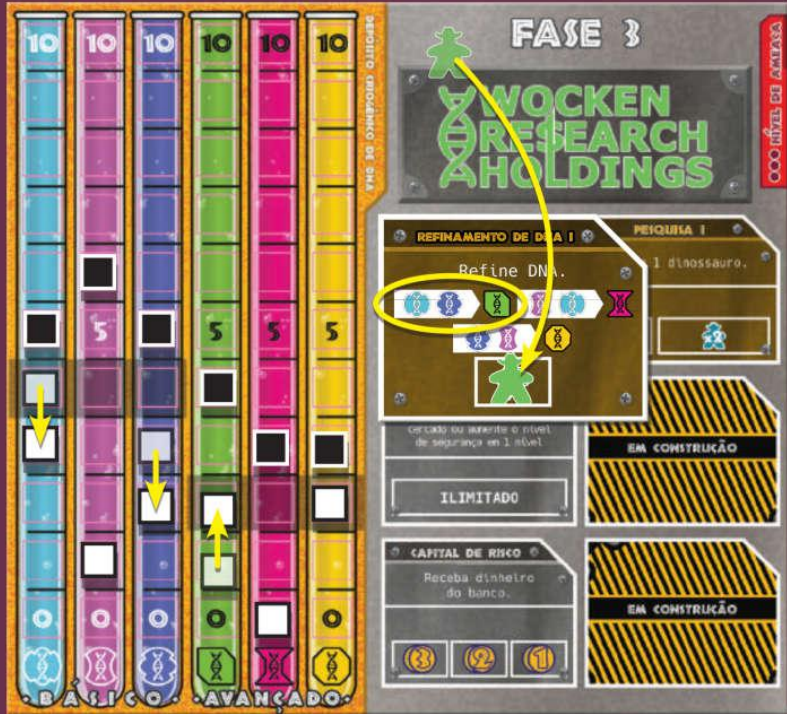 10 10 10 10 10 10
5 5 5 5
0 0 0 0 0
BÁSICO · AVANÇADO
DEPÓSITO CRIOGÊNICO DE DNA
FASE 3
NÍVEL DE AMEAÇA
WOCKEN
RESEARCH
HOLDINGS
REFINAMENTO DE DNA I
Refine DNA.
PESQUISA I
1 dinossauro.
x2
cercado ou aumente o nível
de segurança em 1 nível
ILIMITADO
EM CONSTRUÇÃO
CAPITAL DE RISCO
Receba dinheiro
do banco.
3 2 1
EM CONSTRUÇÃO